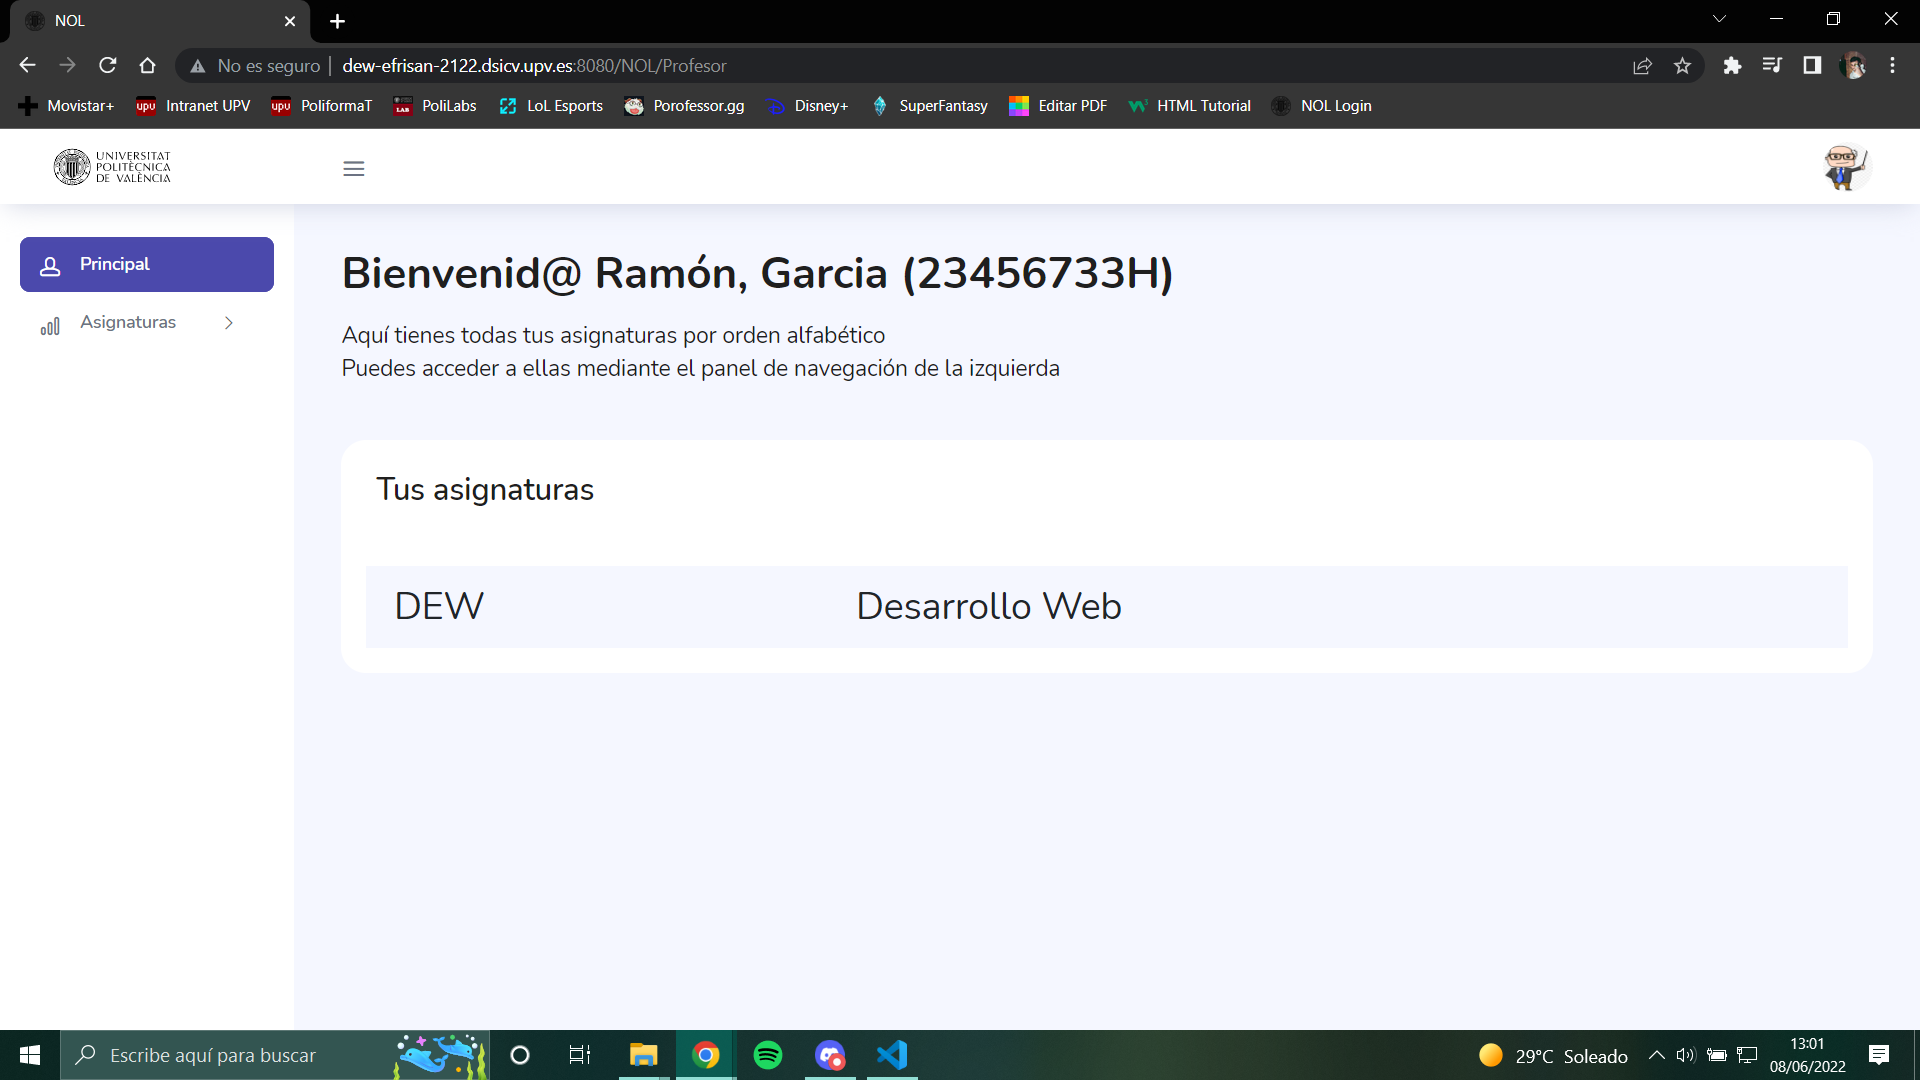 NOL
No es seguro | dew-efrisan-2122.dsicv.upv.es:8080/NOL/Profesor
Movistar+ upv Intranet UPV upv PoliformaT LAB PoliLabs LoL Esports Porofessor.gg Disney+ SuperFantasy Editar PDF HTML Tutorial NOL Login
UNIVERSITAT
POLITÈCNICA
DE VALÈNCIA
Principal
Asignaturas
Bienvenid@ Ramón, Garcia (23456733H)
Aquí tienes todas tus asignaturas por orden alfabético
Puedes acceder a ellas mediante el panel de navegación de la izquierda
Tus asignaturas
DEW Desarrollo Web
Escribe aquí para buscar
29°C Soleado
13:01
08/06/2022